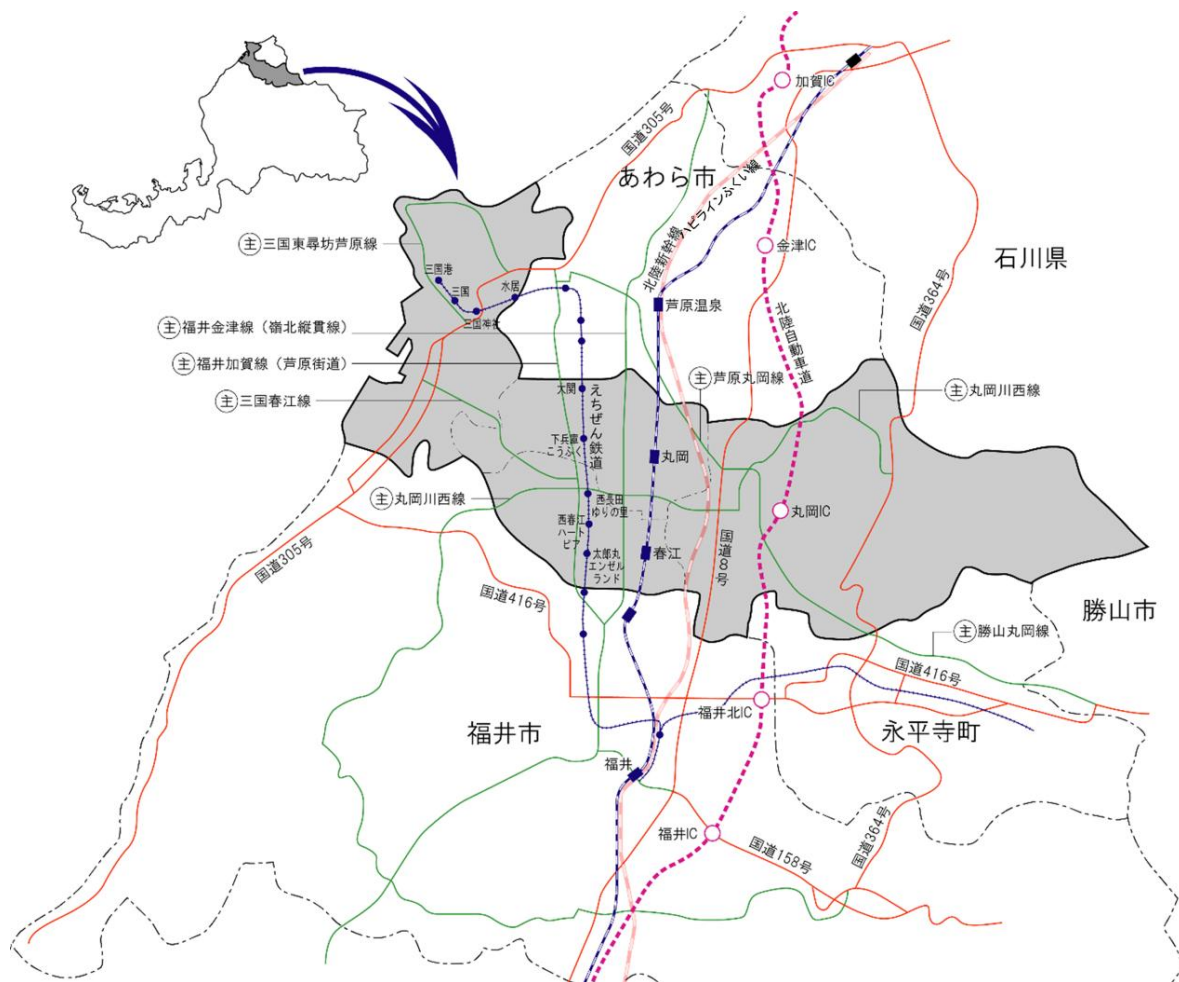 加賀IC
国道305号
あわら市
ハピラインふくい線
北陸新幹線
主 三国東尋坊芦原線
金津IC
石川県
国道364号
三国港
三国
水居
三国神社
芦原温泉
北陸自動車道
主 福井金津線（嶺北縦貫線）
主 福井加賀線（芦原街道）
主 芦原丸岡線
主 丸岡川西線
主 三国春江線
大関
えちぜん鉄道
下兵庫
こうふく
丸岡
主 丸岡川西線
西長田
ゆりの里
丸岡IC
西春江
ハート
ピア
太郎丸
エンゼル
ランド
春江
国道8号
国道305号
国道416号
勝山市
主 勝山丸岡線
国道416号
福井北IC
福井市
永平寺町
福井
福井IC
国道158号
国道364号